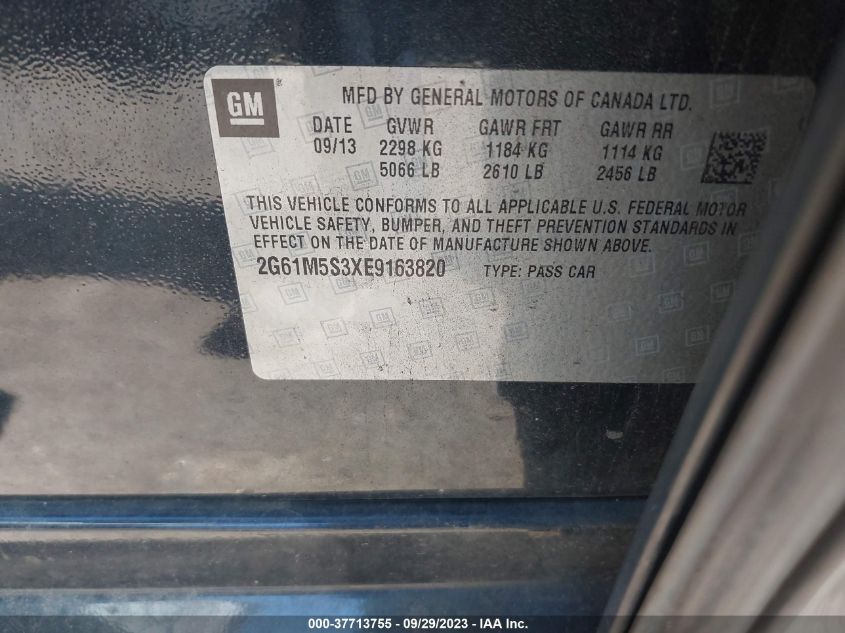 GM
MFD BY GENERAL MOTORS OF CANADA LTD.
DATE GVWR GAWR FRT GAWR RR
09/13 2298 KG 1184 KG 1114 KG
5066 LB 2610 LB 2456 LB
THIS VEHICLE CONFORMS TO ALL APPLICABLE U.S. FEDERAL MOTOR
VEHICLE SAFETY, BUMPER, AND THEFT PREVENTION STANDARDS IN
EFFECT ON THE DATE OF MANUFACTURE SHOWN ABOVE.
2G61M5S3XE9163820 TYPE: PASS CAR
000-37713755 - 09/29/2023 - IAA Inc.